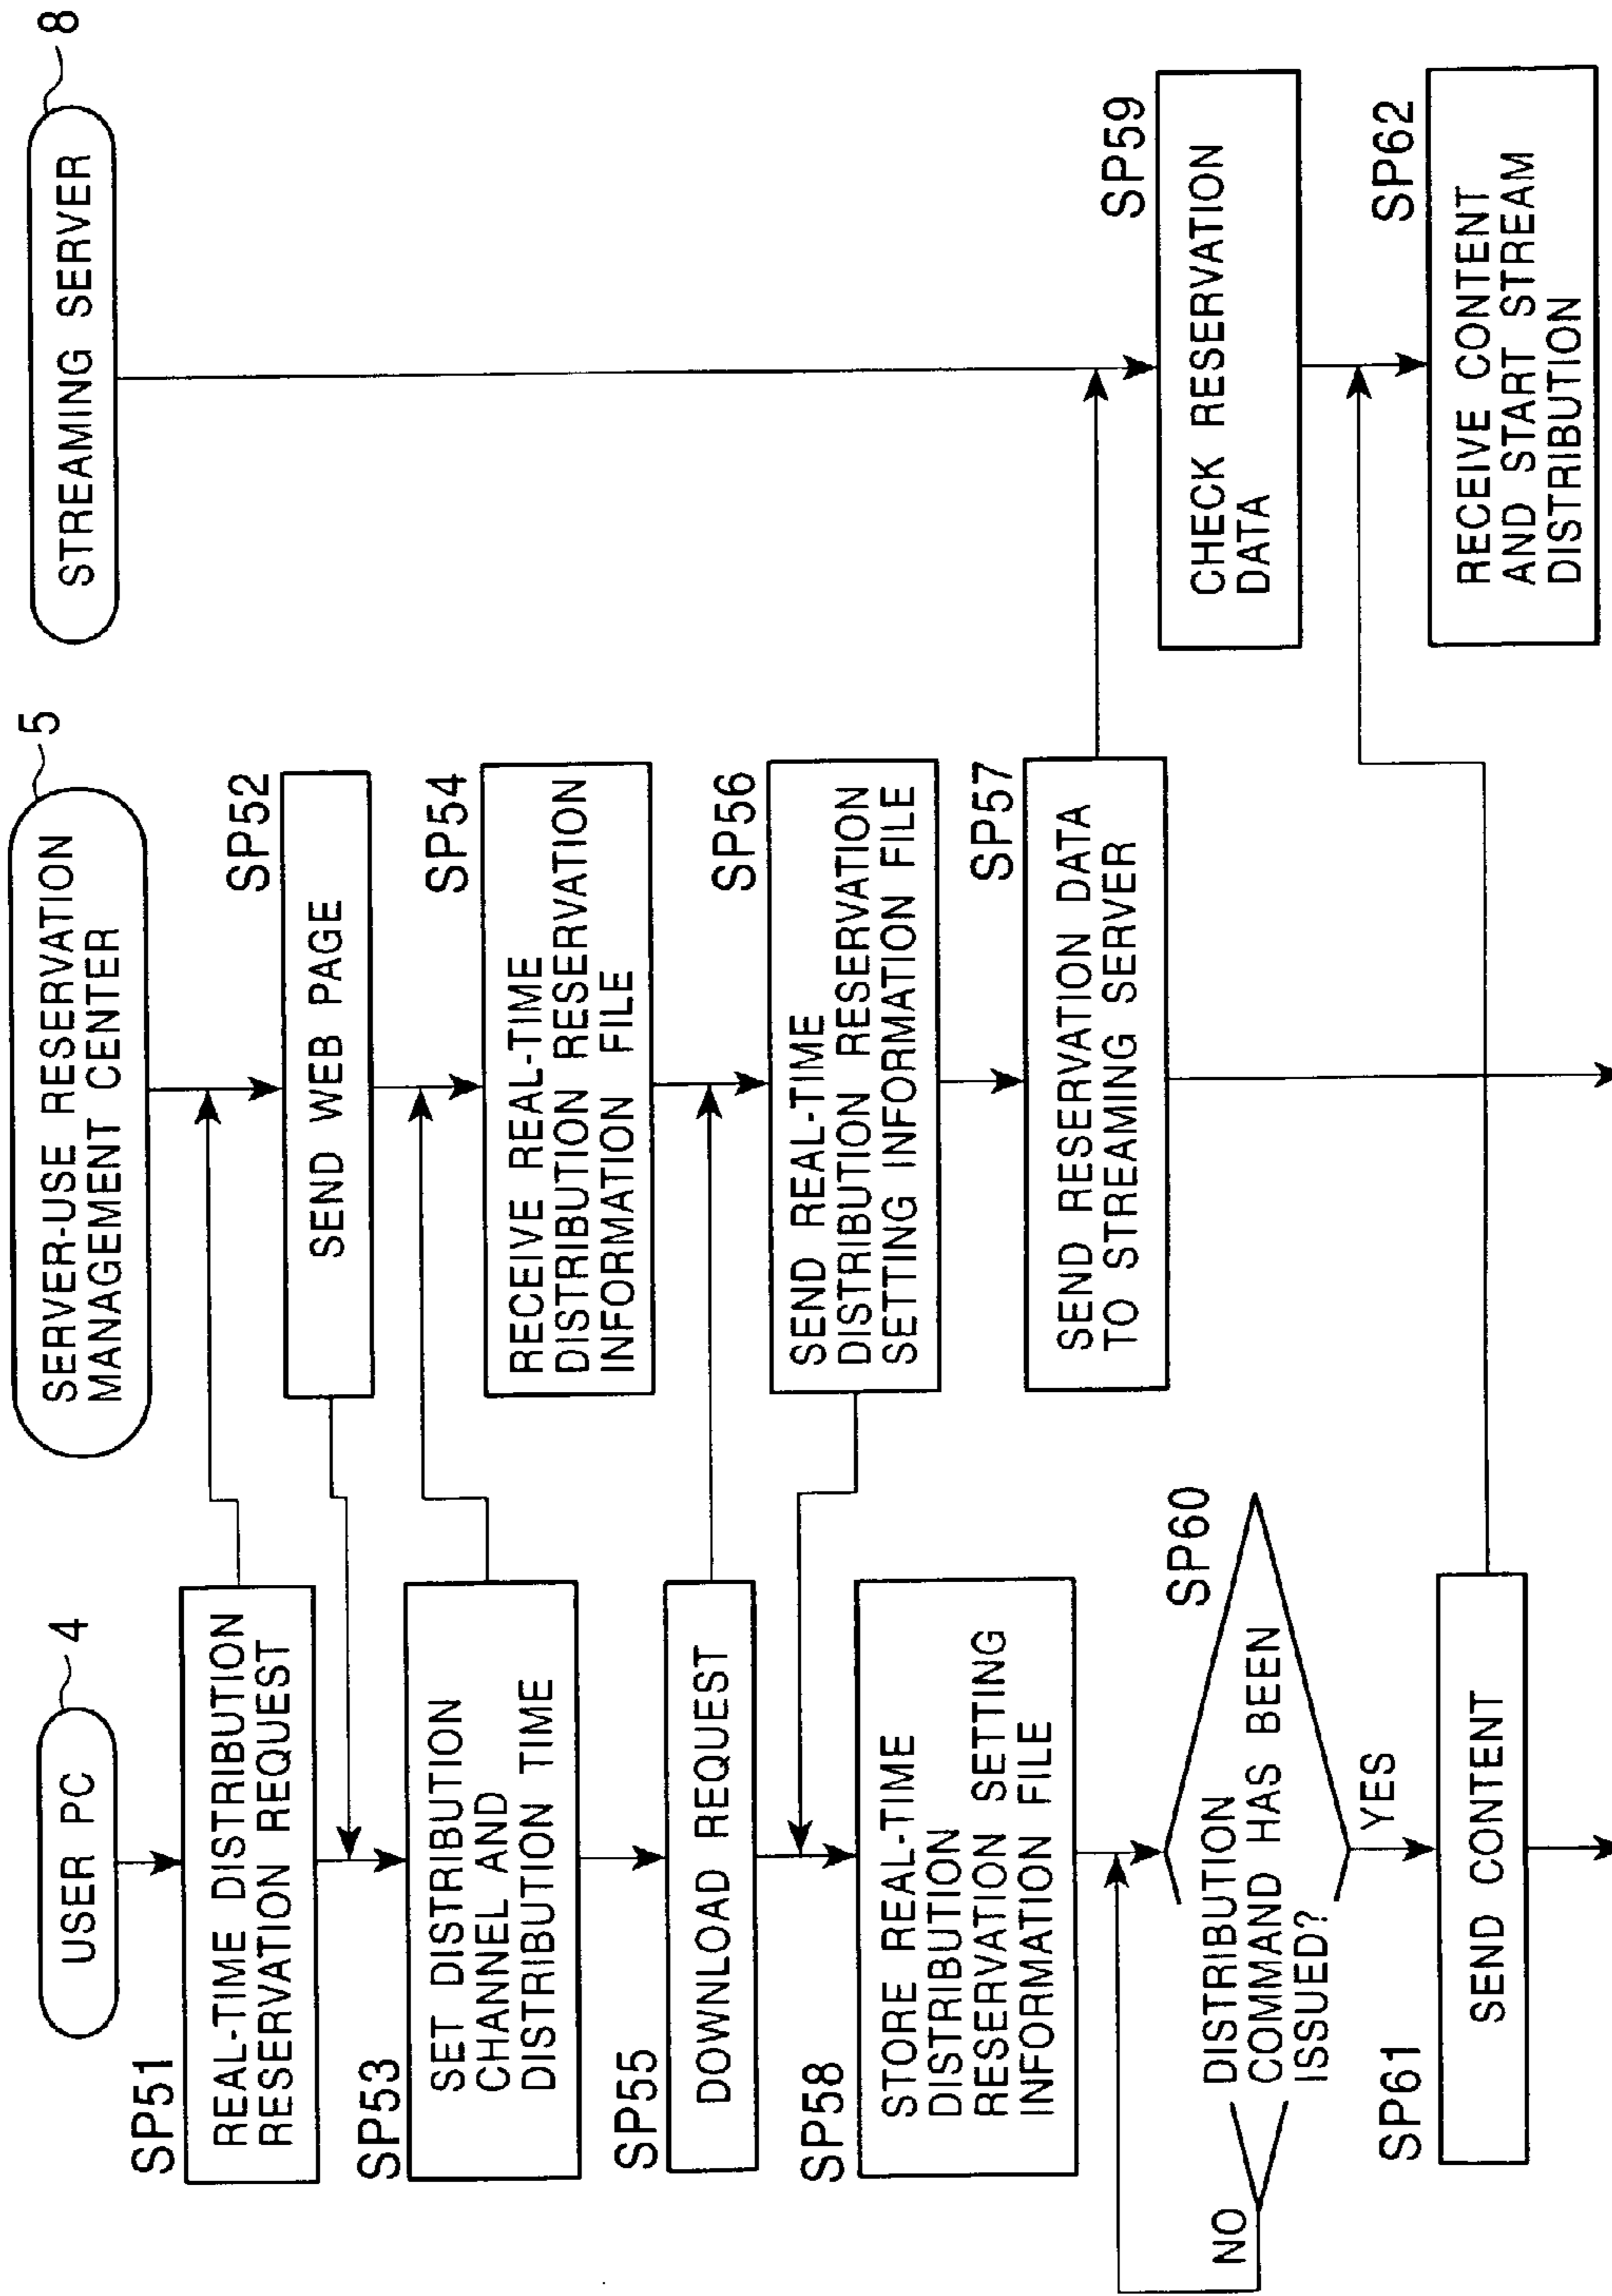 USER PC
4
SP51
REAL-TIME DISTRIBUTION
RESERVATION REQUEST
SP53
SET DISTRIBUTION
CHANNEL AND
DISTRIBUTION TIME
SP55
DOWNLOAD REQUEST
SP58
STORE REAL-TIME
DISTRIBUTION
RESERVATION SETTING
INFORMATION FILE
SP60
DISTRIBUTION
COMMAND HAS BEEN
ISSUED?
NO
YES
SP61
SEND CONTENT
SERVER-USE RESERVATION
MANAGEMENT CENTER
5
SP52
SEND WEB PAGE
SP54
RECEIVE REAL-TIME
DISTRIBUTION RESERVATION
INFORMATION FILE
SP56
SEND REAL-TIME
DISTRIBUTION RESERVATION
SETTING INFORMATION FILE
SP57
SEND RESERVATION DATA
TO STREAMING SERVER
STREAMING SERVER
8
SP59
CHECK RESERVATION
DATA
SP62
RECEIVE CONTENT
AND START STREAM
DISTRIBUTION